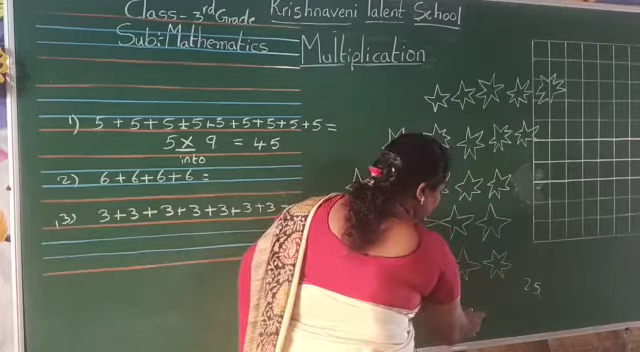 Class-3rd Grade Krishnaveni Talent School
Sub: Mathematics Multiplication
1) 5+5+5+5+5+5+5+5+5=
5 x 9 = 45
into
2) 6+6+6+6=
3) 3+3+3+3+3+3+3
25